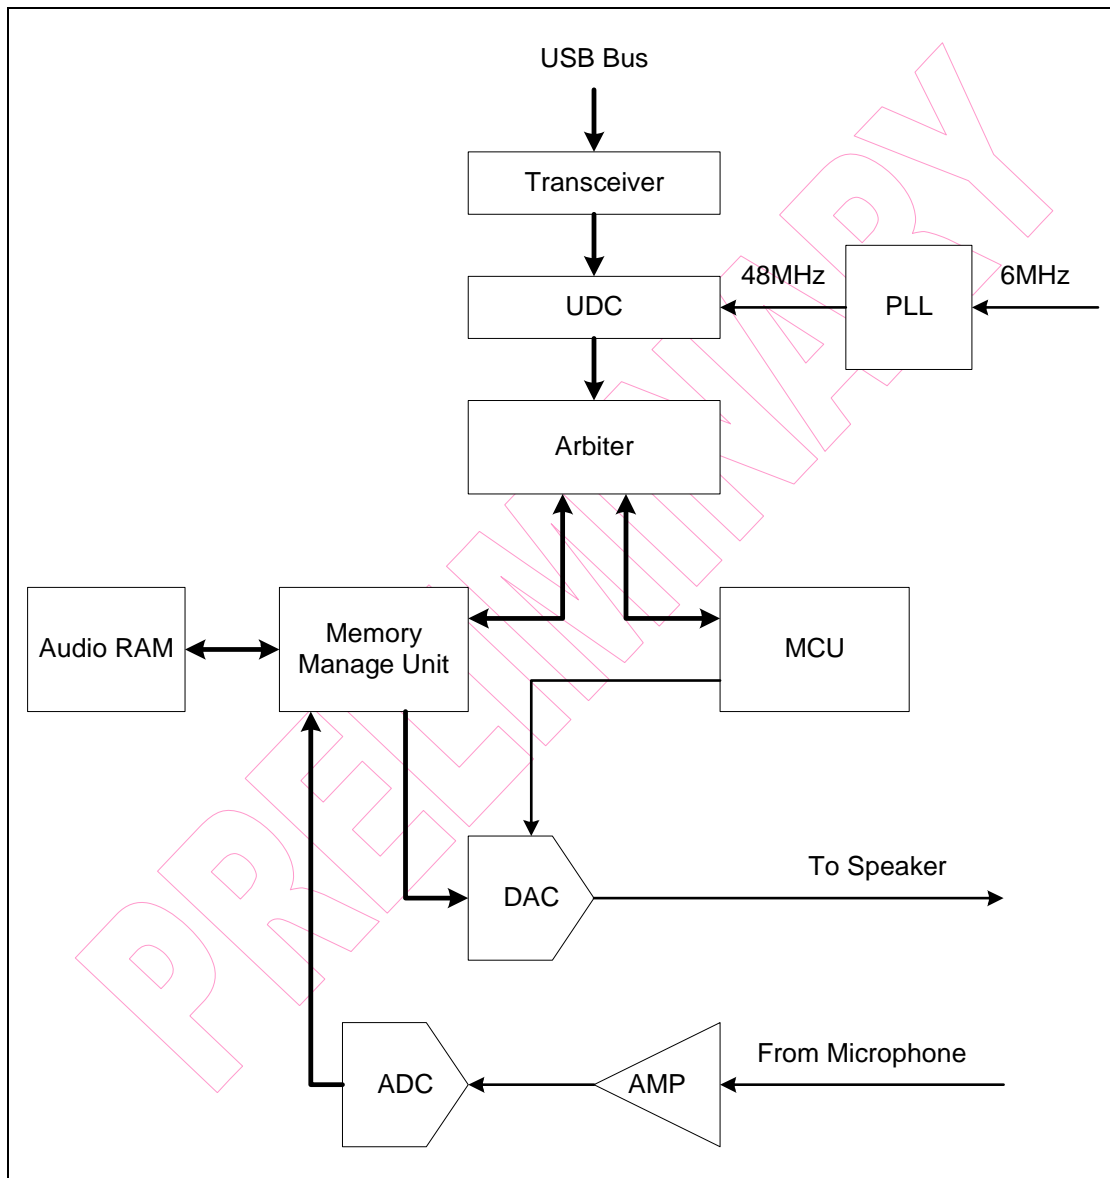 USB Bus
Transceiver
48MHz
6MHz
UDC
PLL
Arbiter
Audio RAM
Memory
Manage Unit
MCU
DAC
To Speaker
ADC
AMP
From Microphone
PRELIMINARY